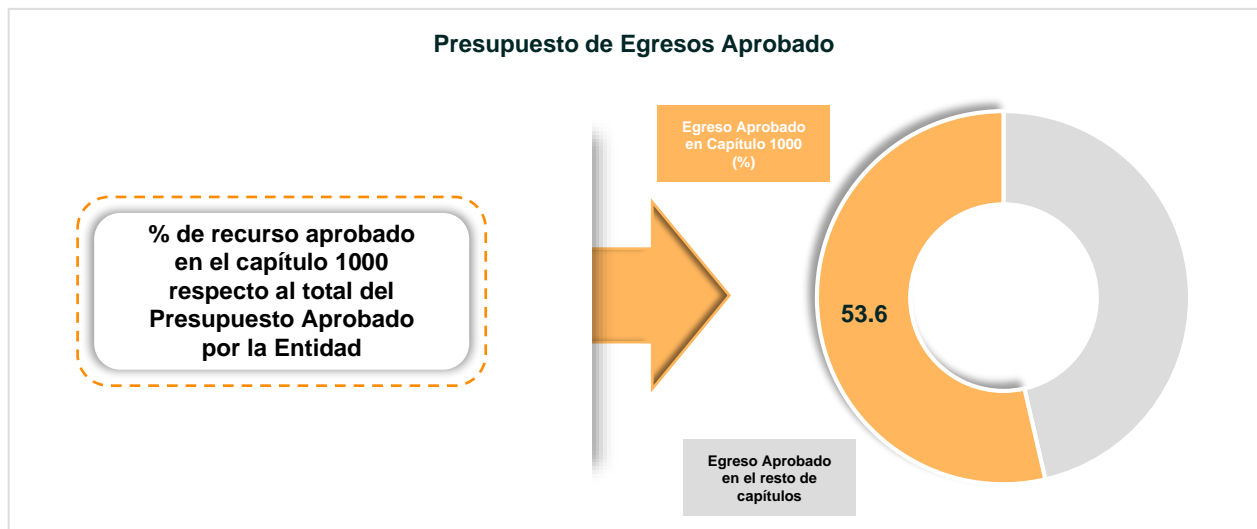 Presupuesto de Egresos Aprobado
% de recurso aprobado
en el capítulo 1000
respecto al total del
Presupuesto Aprobado
por la Entidad
Egreso Aprobado
en Capítulo 1000
(%)
53.6
Egreso Aprobado
en el resto de
capítulos